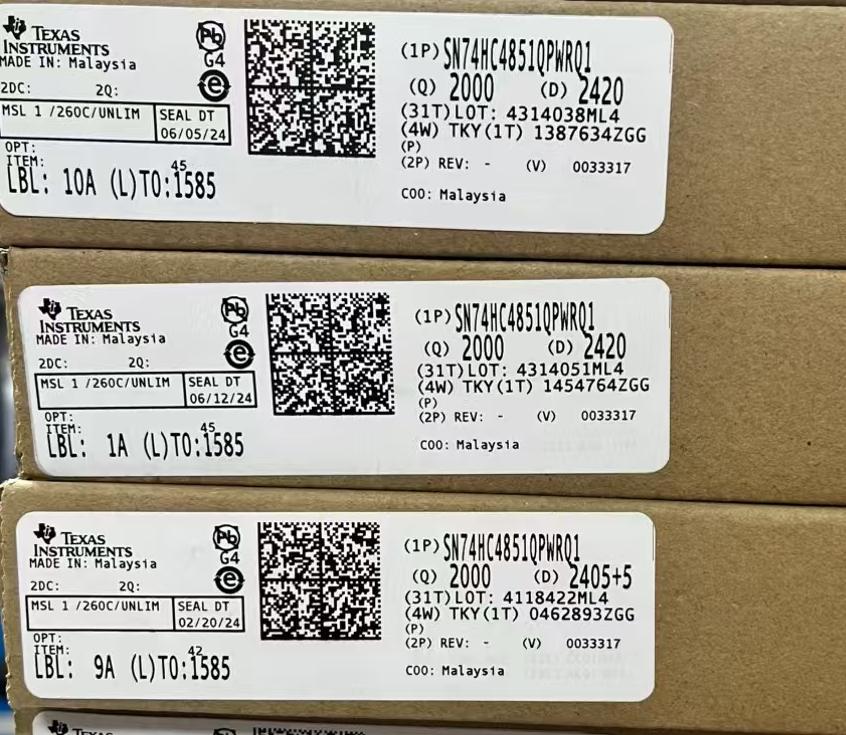 TEXAS
INSTRUMENTS
MADE IN: Malaysia
2DC: 2Q:
MSL 1 /260C/UNLIM
SEAL DT
06/05/24
OPT:
ITEM:
LBL: 10A (L)TO:1585
45
Pb
G4
e
(1P)SN74HC4851QPWRQ1
(Q) 2000 (D) 2420
(31T)LOT: 4314038ML4
(4W) TKY(1T) 1387634ZGG
(P)
(2P) REV: - (V) 0033317
COO: Malaysia
TEXAS
INSTRUMENTS
MADE IN: Malaysia
2DC: 2Q:
MSL 1 /260C/UNLIM
SEAL DT
06/12/24
OPT:
ITEM:
LBL: 1A (L)TO:1585
45
Pb
G4
e
(1P)SN74HC4851QPWRQ1
(Q) 2000 (D) 2420
(31T)LOT: 4314051ML4
(4W) TKY(1T) 1454764ZGG
(P)
(2P) REV: - (V) 0033317
COO: Malaysia
TEXAS
INSTRUMENTS
MADE IN: Malaysia
2DC: 2Q:
MSL 1 /260C/UNLIM
SEAL DT
02/20/24
OPT:
ITEM:
LBL: 9A (L)TO:1585
42
Pb
G4
e
(1P)SN74HC4851QPWRQ1
(Q) 2000 (D) 2405+5
(31T)LOT: 4118422ML4
(4W) TKY(1T) 0462893ZGG
(P)
(2P) REV: - (V) 0033317
COO: Malaysia
TEXAS